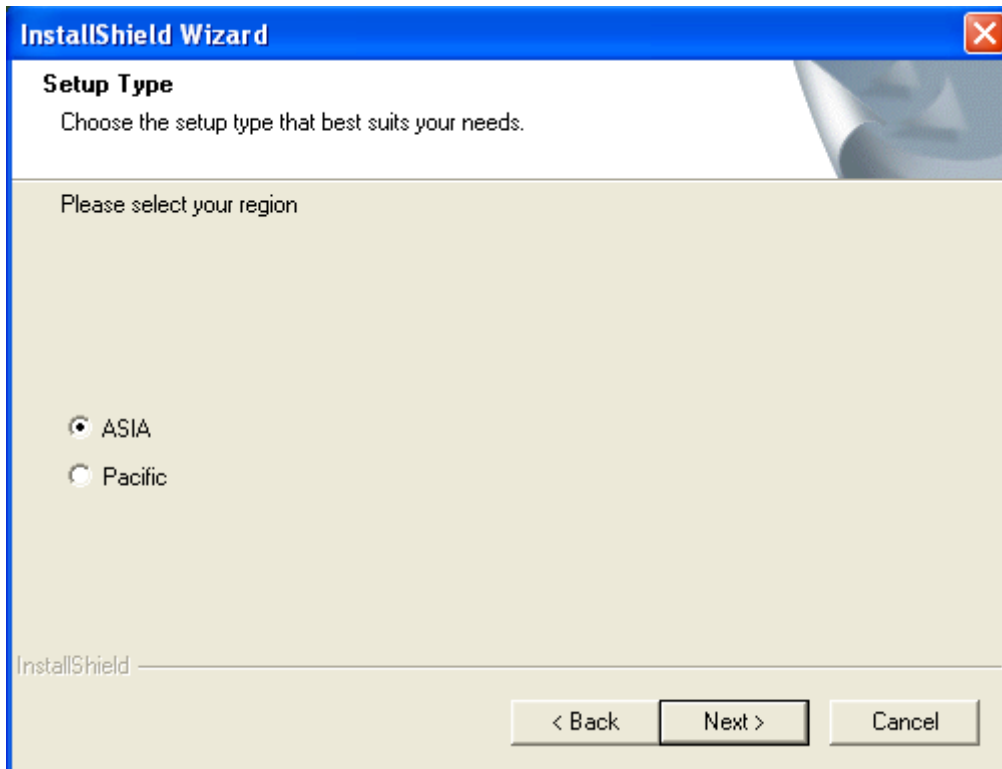 InstallShield Wizard
Setup Type
Choose the setup type that best suits your needs.
Please select your region
ASIA
Pacific
InstallShield
< Back
Next >
Cancel